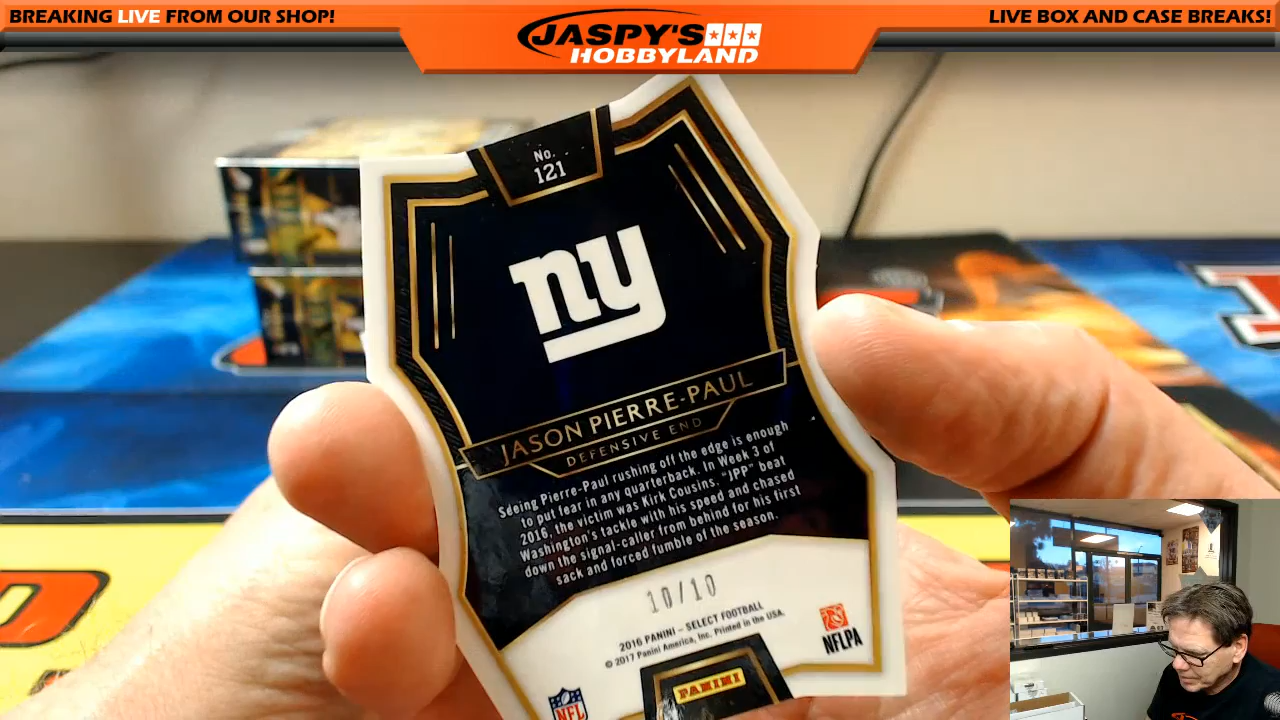 BREAKING LIVE FROM OUR SHOP!
JASPY'S
HOBBYLAND
LIVE BOX AND CASE BREAKS!
No.
121
ny
JASON PIERRE-PAUL
DEFENSIVE END
Seeing Pierre-Paul rushing off the edge is enough
to put fear in any quarterback. In Week 3 of
2016, the victim was Kirk Cousins. "JPP" beat
Washington's tackle with his speed and chased
down the signal-caller from behind for his first
sack and forced fumble of the season.
10/10
2016 PANINI – SELECT FOOTBALL
© 2017 Panini America, Inc. Printed in the USA.
NFLPA
PANINI
NFL